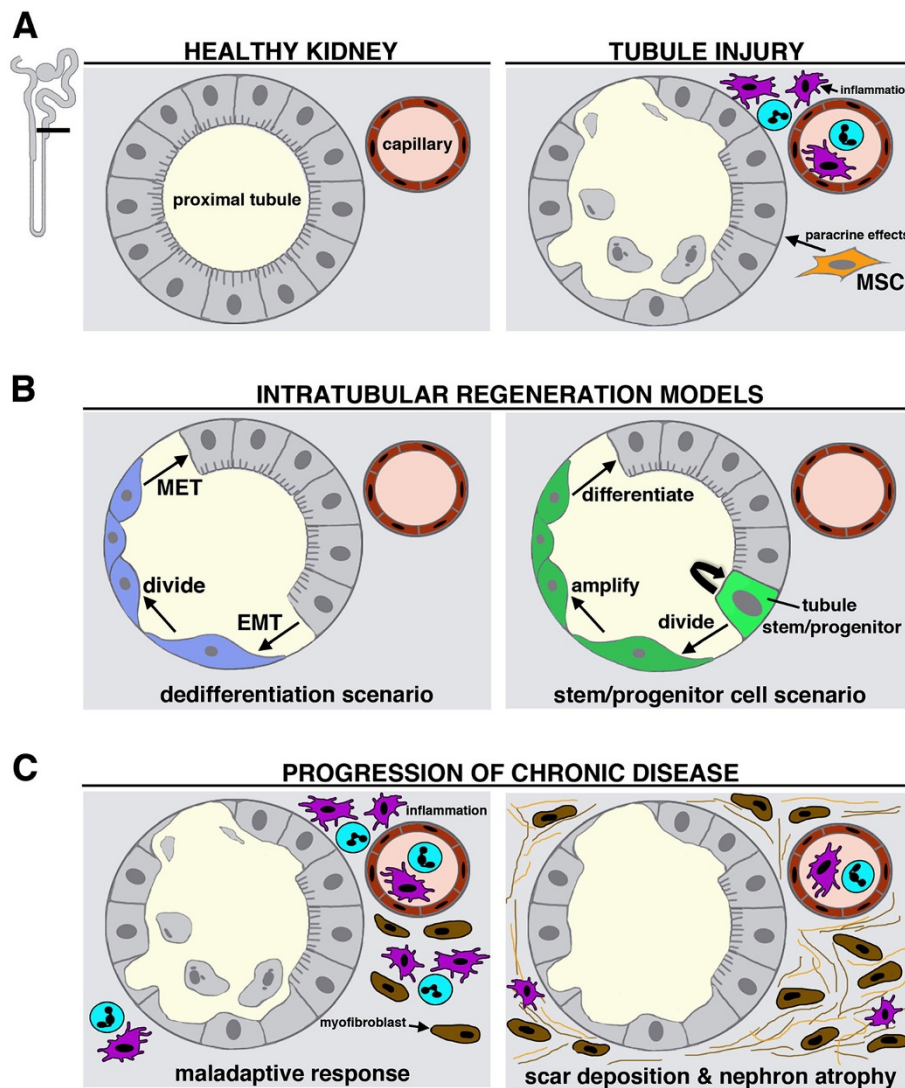 A
HEALTHY KIDNEY
TUBULE INJURY
proximal tubule
capillary
inflammation
paracrine effects
MSC
B
INTRATUBULAR REGENERATION MODELS
MET
divide
EMT
dedifferentiation scenario
differentiate
amplify
divide
tubule
stem/progenitor
stem/progenitor cell scenario
C
PROGRESSION OF CHRONIC DISEASE
inflammation
myofibroblast
maladaptive response
scar deposition & nephron atrophy